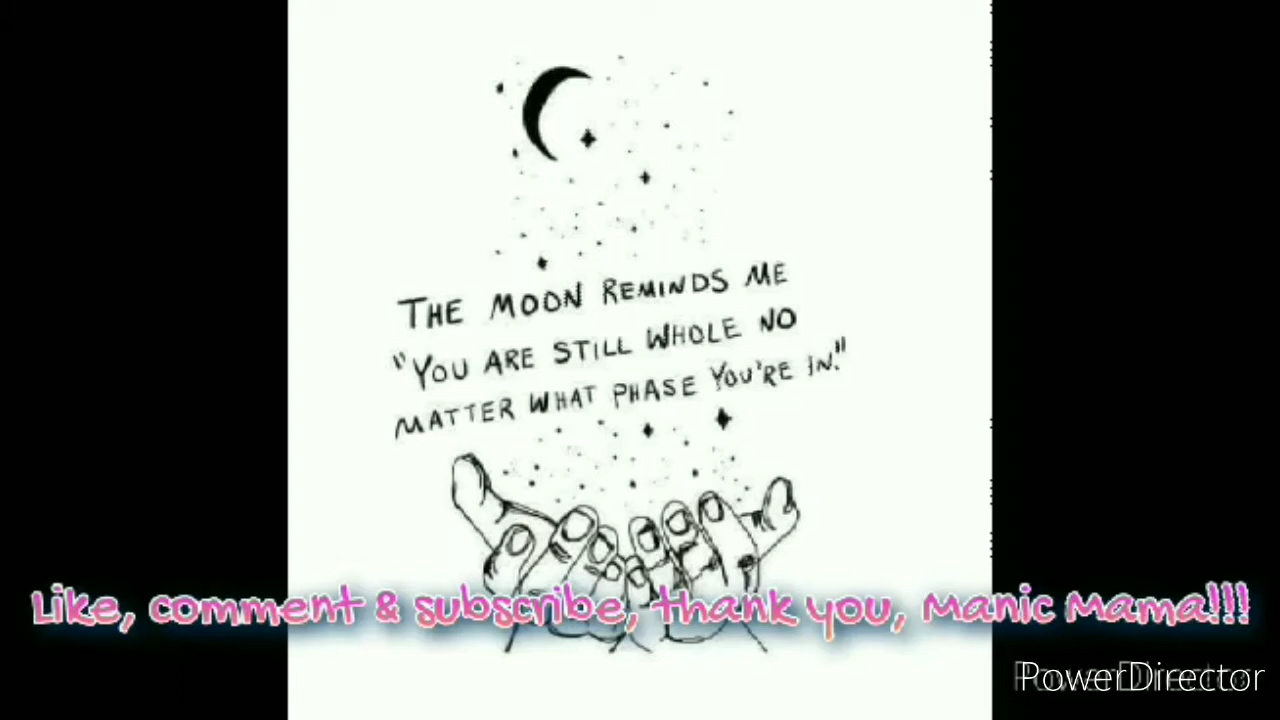 THE MOON REMINDS ME
"YOU ARE STILL WHOLE NO
MATTER WHAT PHASE YOU'RE IN."
Like, comment & subscribe, thank you, Manic Mama!!!
PowerDirector